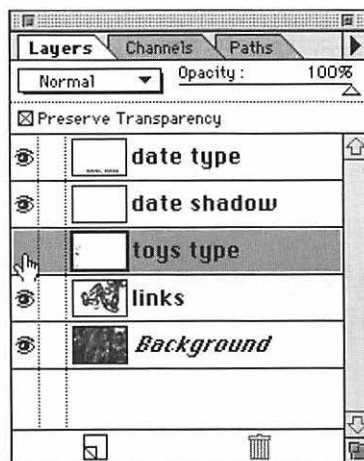 Layers Channels Paths
Normal Opacity: 100%
Preserve Transparency
date type
date shadow
toys type
links
Background